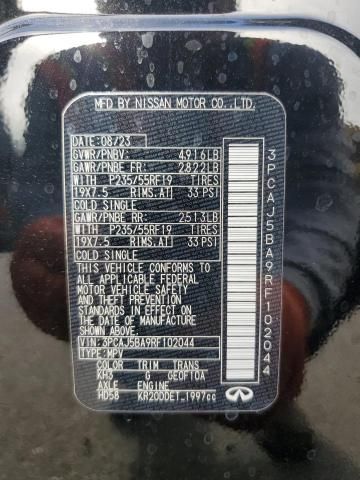 MFD BY NISSAN MOTOR CO., LTD.
DATE: 08/23
GVWR/PNBV: 4916LB
GAWR/PNBE FR: 2822LB
WITH P235/55RF19 TIRES
19X7.5 RIMS.AT 33 PSI
COLD SINGLE
GAWR/PNBE RR: 2513LB
WITH P235/55RF19 TIRES
19X7.5 RIMS.AT 33 PSI
COLD SINGLE
THIS VEHICLE CONFORMS TO
ALL APPLICABLE FEDERAL
MOTOR VEHICLE SAFETY AND
THEFT PREVENTION
STANDARDS IN EFFECT ON
THE DATE OF MANUFACTURE
SHOWN ABOVE.
VIN: 3PCAJ5BA9RF102044
TYPE: MPV
COLOR TRIM TRANS
KH3 G GE0F10A
AXLE ENGINE
HD58 KR20DDET 1997cc
3PCAJ5BA9RF102044